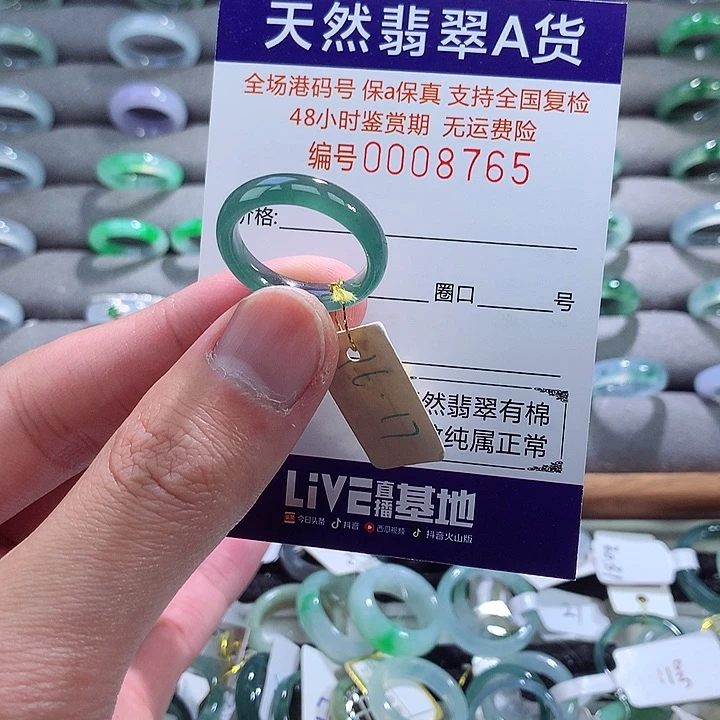 天然翡翠A货
全场港码号 保a保真 支持全国复检
48小时鉴赏期 无运费险
编号0008765
价格:
圈口 号
16-17
然翡翠有棉
纯属正常
LiVE直播基地
今日头条 抖音 西瓜视频 抖音火山版